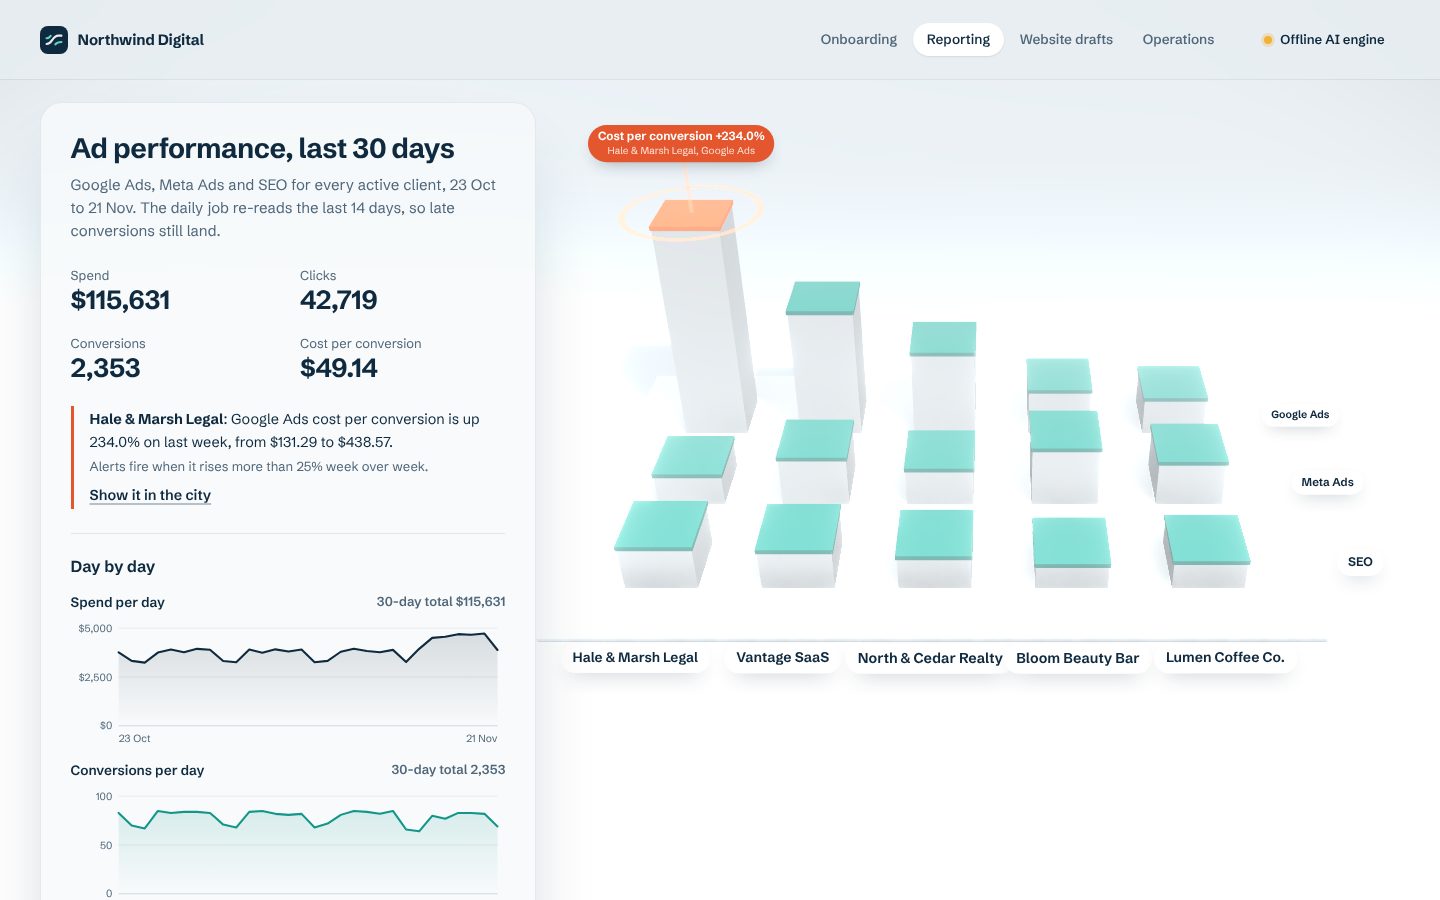 Northwind Digital
Onboarding
Reporting
Website drafts
Operations
Offline AI engine
Ad performance, last 30 days
Google Ads, Meta Ads and SEO for every active client, 23 Oct
to 21 Nov. The daily job re-reads the last 14 days, so late
conversions still land.
Spend
$115,631
Clicks
42,719
Conversions
2,353
Cost per conversion
$49.14
Hale & Marsh Legal: Google Ads cost per conversion is up
234.0% on last week, from $131.29 to $438.57.
Alerts fire when it rises more than 25% week over week.
Show it in the city
Day by day
Spend per day
30-day total $115,631
$5,000
$2,500
$0
23 Oct
21 Nov
Conversions per day
30-day total 2,353
100
50
0
Cost per conversion +234.0%
Hale & Marsh Legal, Google Ads
Google Ads
Meta Ads
SEO
Hale & Marsh Legal
Vantage SaaS
North & Cedar Realty
Bloom Beauty Bar
Lumen Coffee Co.